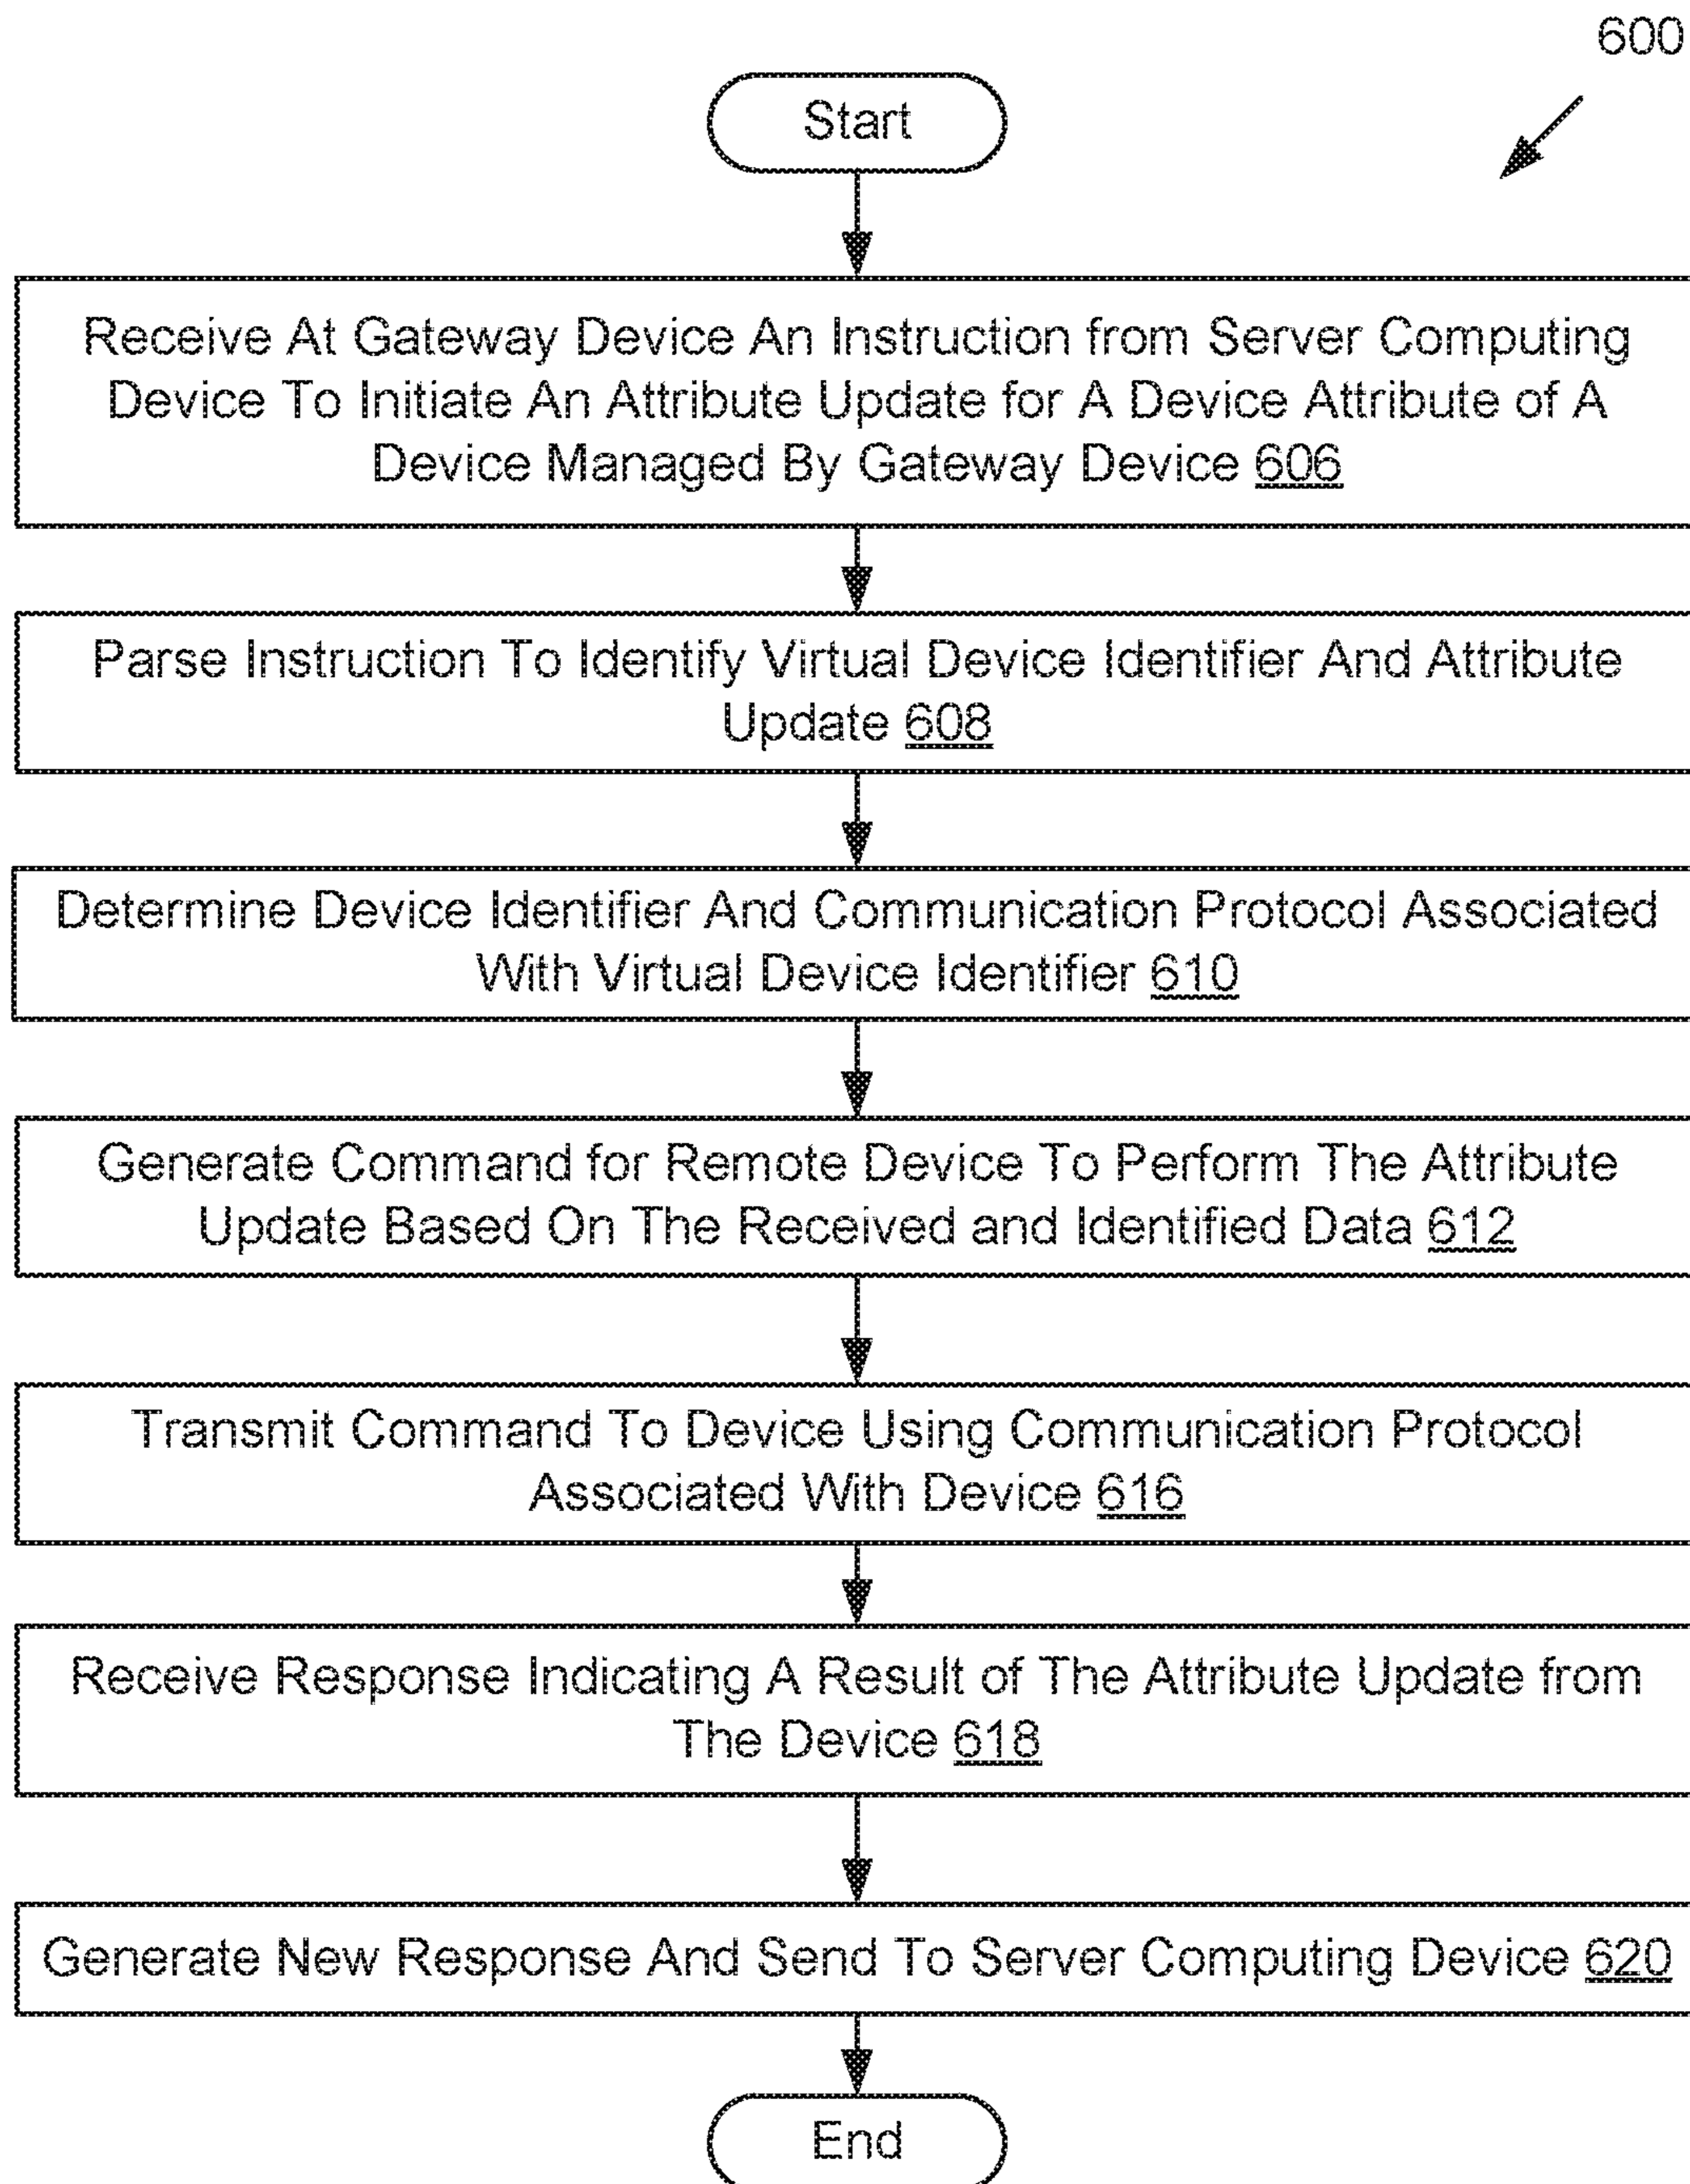 600
Start
Receive At Gateway Device An Instruction from Server Computing
Device To Initiate An Attribute Update for A Device Attribute of A
Device Managed By Gateway Device 606
Parse Instruction To Identify Virtual Device Identifier And Attribute
Update 608
Determine Device Identifier And Communication Protocol Associated
With Virtual Device Identifier 610
Generate Command for Remote Device To Perform The Attribute
Update Based On The Received and Identified Data 612
Transmit Command To Device Using Communication Protocol
Associated With Device 616
Receive Response Indicating A Result of The Attribute Update from
The Device 618
Generate New Response And Send To Server Computing Device 620
End